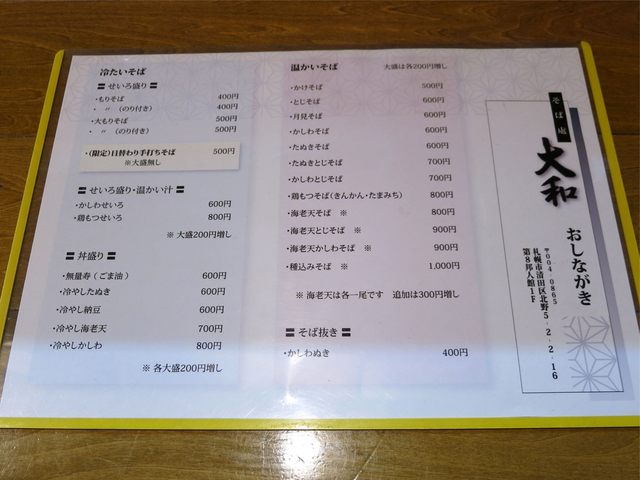 冷たいそば
〓 せいろ盛り 〓
・もりそば 400円
・ 〃 （のり付き） 400円
・大もりそば 500円
・ 〃 （のり付き） 500円
・（限定）日替わり手打ちそば 500円
※大盛無し
〓 せいろ盛り・温かい汁 〓
・かしわせいろ 600円
・鶏もつせいろ 800円
※ 大盛200円増し
〓 丼盛り 〓
・無量寿（ごま油） 600円
・冷やしたぬき 600円
・冷やし納豆 600円
・冷やし海老天 700円
・冷やしかしわ 800円
※ 各大盛200円増し
温かいそば 大盛は各200円増し
・かけそば 500円
・とじそば 600円
・月見そば 600円
・かしわそば 600円
・たぬきそば 600円
・たぬきとじそば 700円
・かしわとじそば 700円
・鶏もつそば（きんかん・たまみち） 800円
・海老天そば ※ 800円
・海老天とじそば ※ 900円
・海老天かしわそば ※ 900円
・種込みそば ※ 1,000円
※ 海老天は各一尾です 追加は300円増し
〓 そば抜き 〓
・かしわぬき 400円
そば処
大和
おしながき
〒004-0865
札幌市清田区北野5-2-2-16
第8邦人館1F